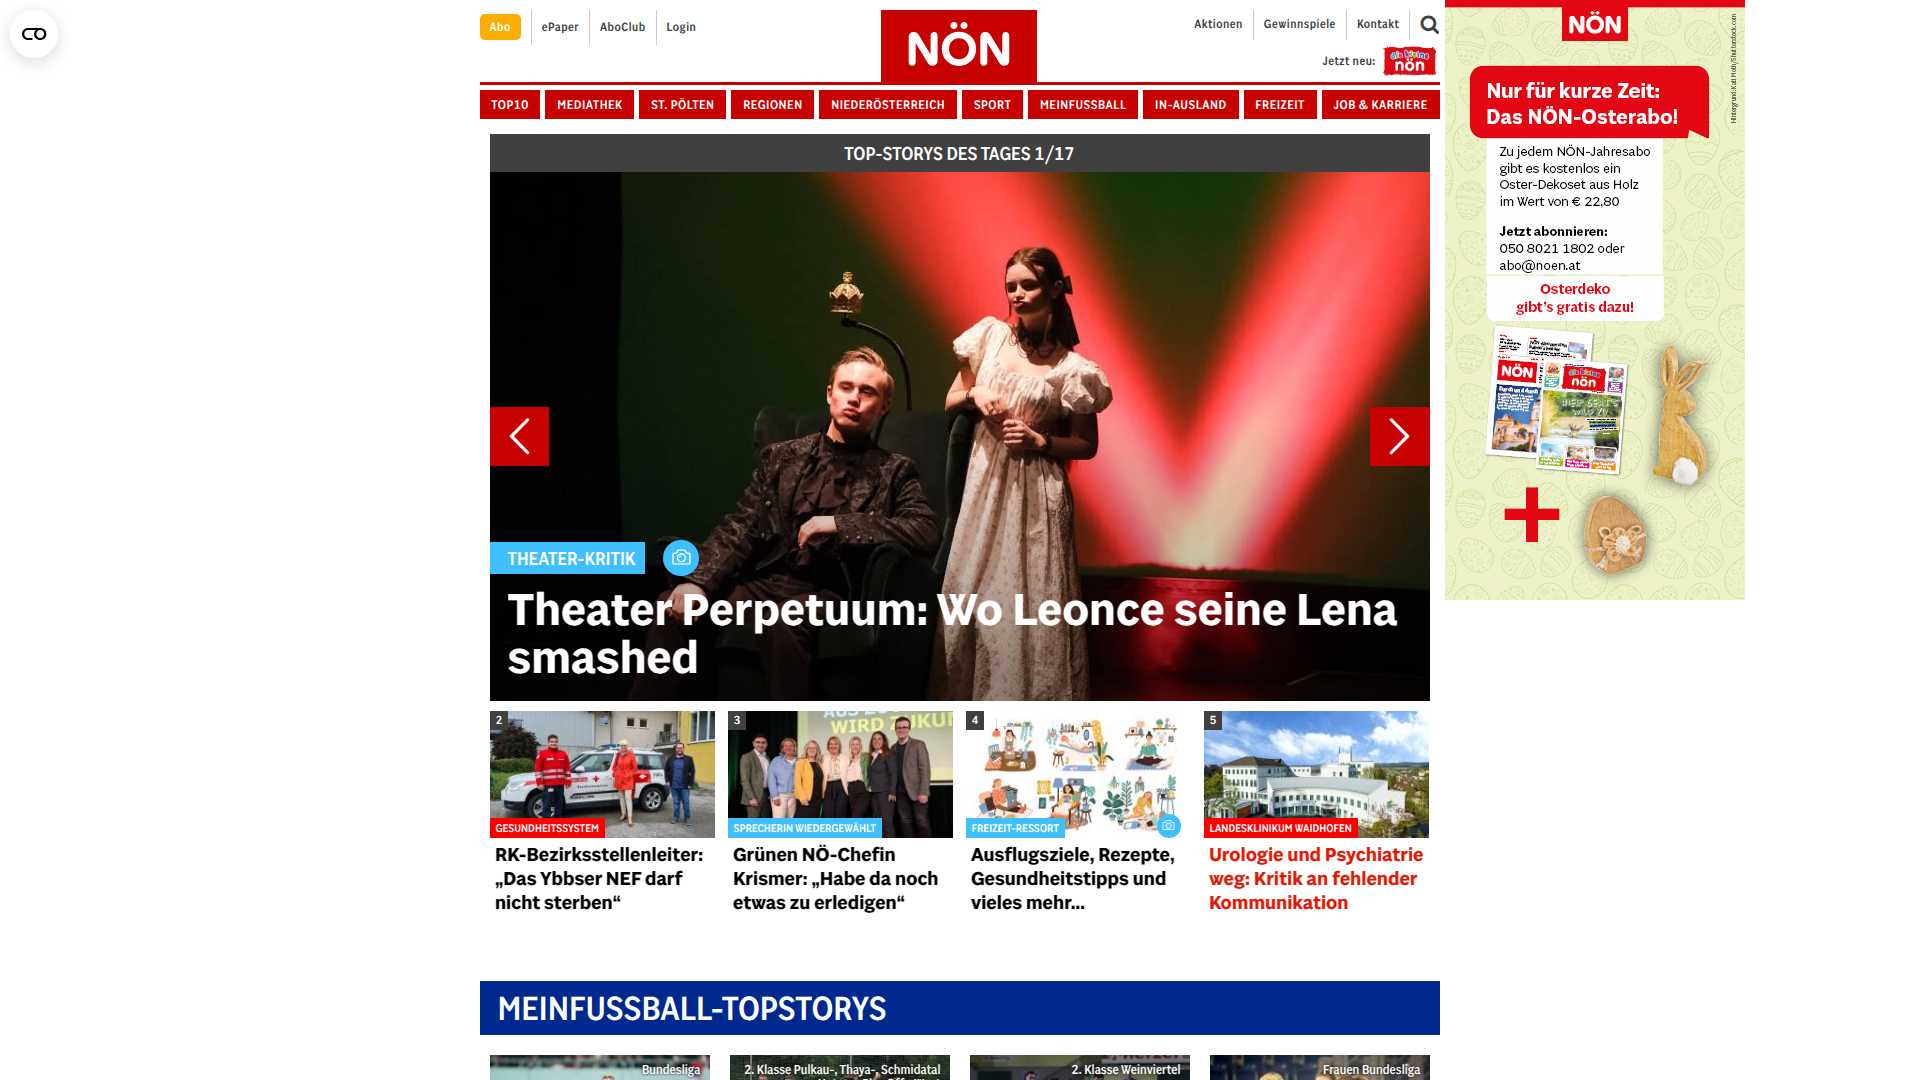 Abo
ePaper
AboClub
Login
NÖN
Aktionen
Gewinnspiele
Kontakt
Jetzt neu:
die kleine
nön
TOP10
MEDIATHEK
ST. PÖLTEN
REGIONEN
NIEDERÖSTERREICH
SPORT
MEINFUSSBALL
IN-AUSLAND
FREIZEIT
JOB & KARRIERE
TOP-STORYS DES TAGES 1/17
THEATER-KRITIK
Theater Perpetuum: Wo Leonce seine Lena
smashed
2
GESUNDHEITSSYSTEM
RK-Bezirksstellenleiter:
„Das Ybbser NEF darf
nicht sterben“
3
WIRD ZUKU
SPRECHERIN WIEDERGEWÄHLT
Grünen NÖ-Chefin
Krismer: „Habe da noch
etwas zu erledigen“
4
FREIZEIT-RESSORT
Ausflugsziele, Rezepte,
Gesundheitstipps und
vieles mehr...
5
LANDESKLINIKUM WAIDHOFEN
Urologie und Psychiatrie
weg: Kritik an fehlender
Kommunikation
MEINFUSSBALL-TOPSTORYS
Bundesliga
2. Klasse Pulkau-, Thaya-, Schmidatal
2. Klasse Weinviertel
Frauen Bundesliga
NÖN
Nur für kurze Zeit:
Das NÖN-Osterabo!
Zu jedem NÖN-Jahresabo
gibt es kostenlos ein
Oster-Dekoset aus Holz
im Wert von € 22,80
Jetzt abonnieren:
050 8021 1802 oder
abo@noen.at
Osterdeko
gibt's gratis dazu!
NÖN
die kleine
nön